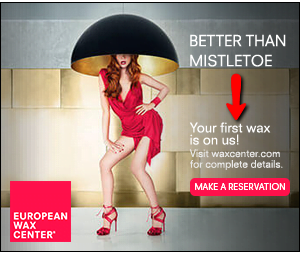 BETTER THAN
MISTLETOE
Your first wax
is on us!
Visit waxcenter.com
for complete details.
MAKE A RESERVATION
EUROPEAN
WAX
CENTER®